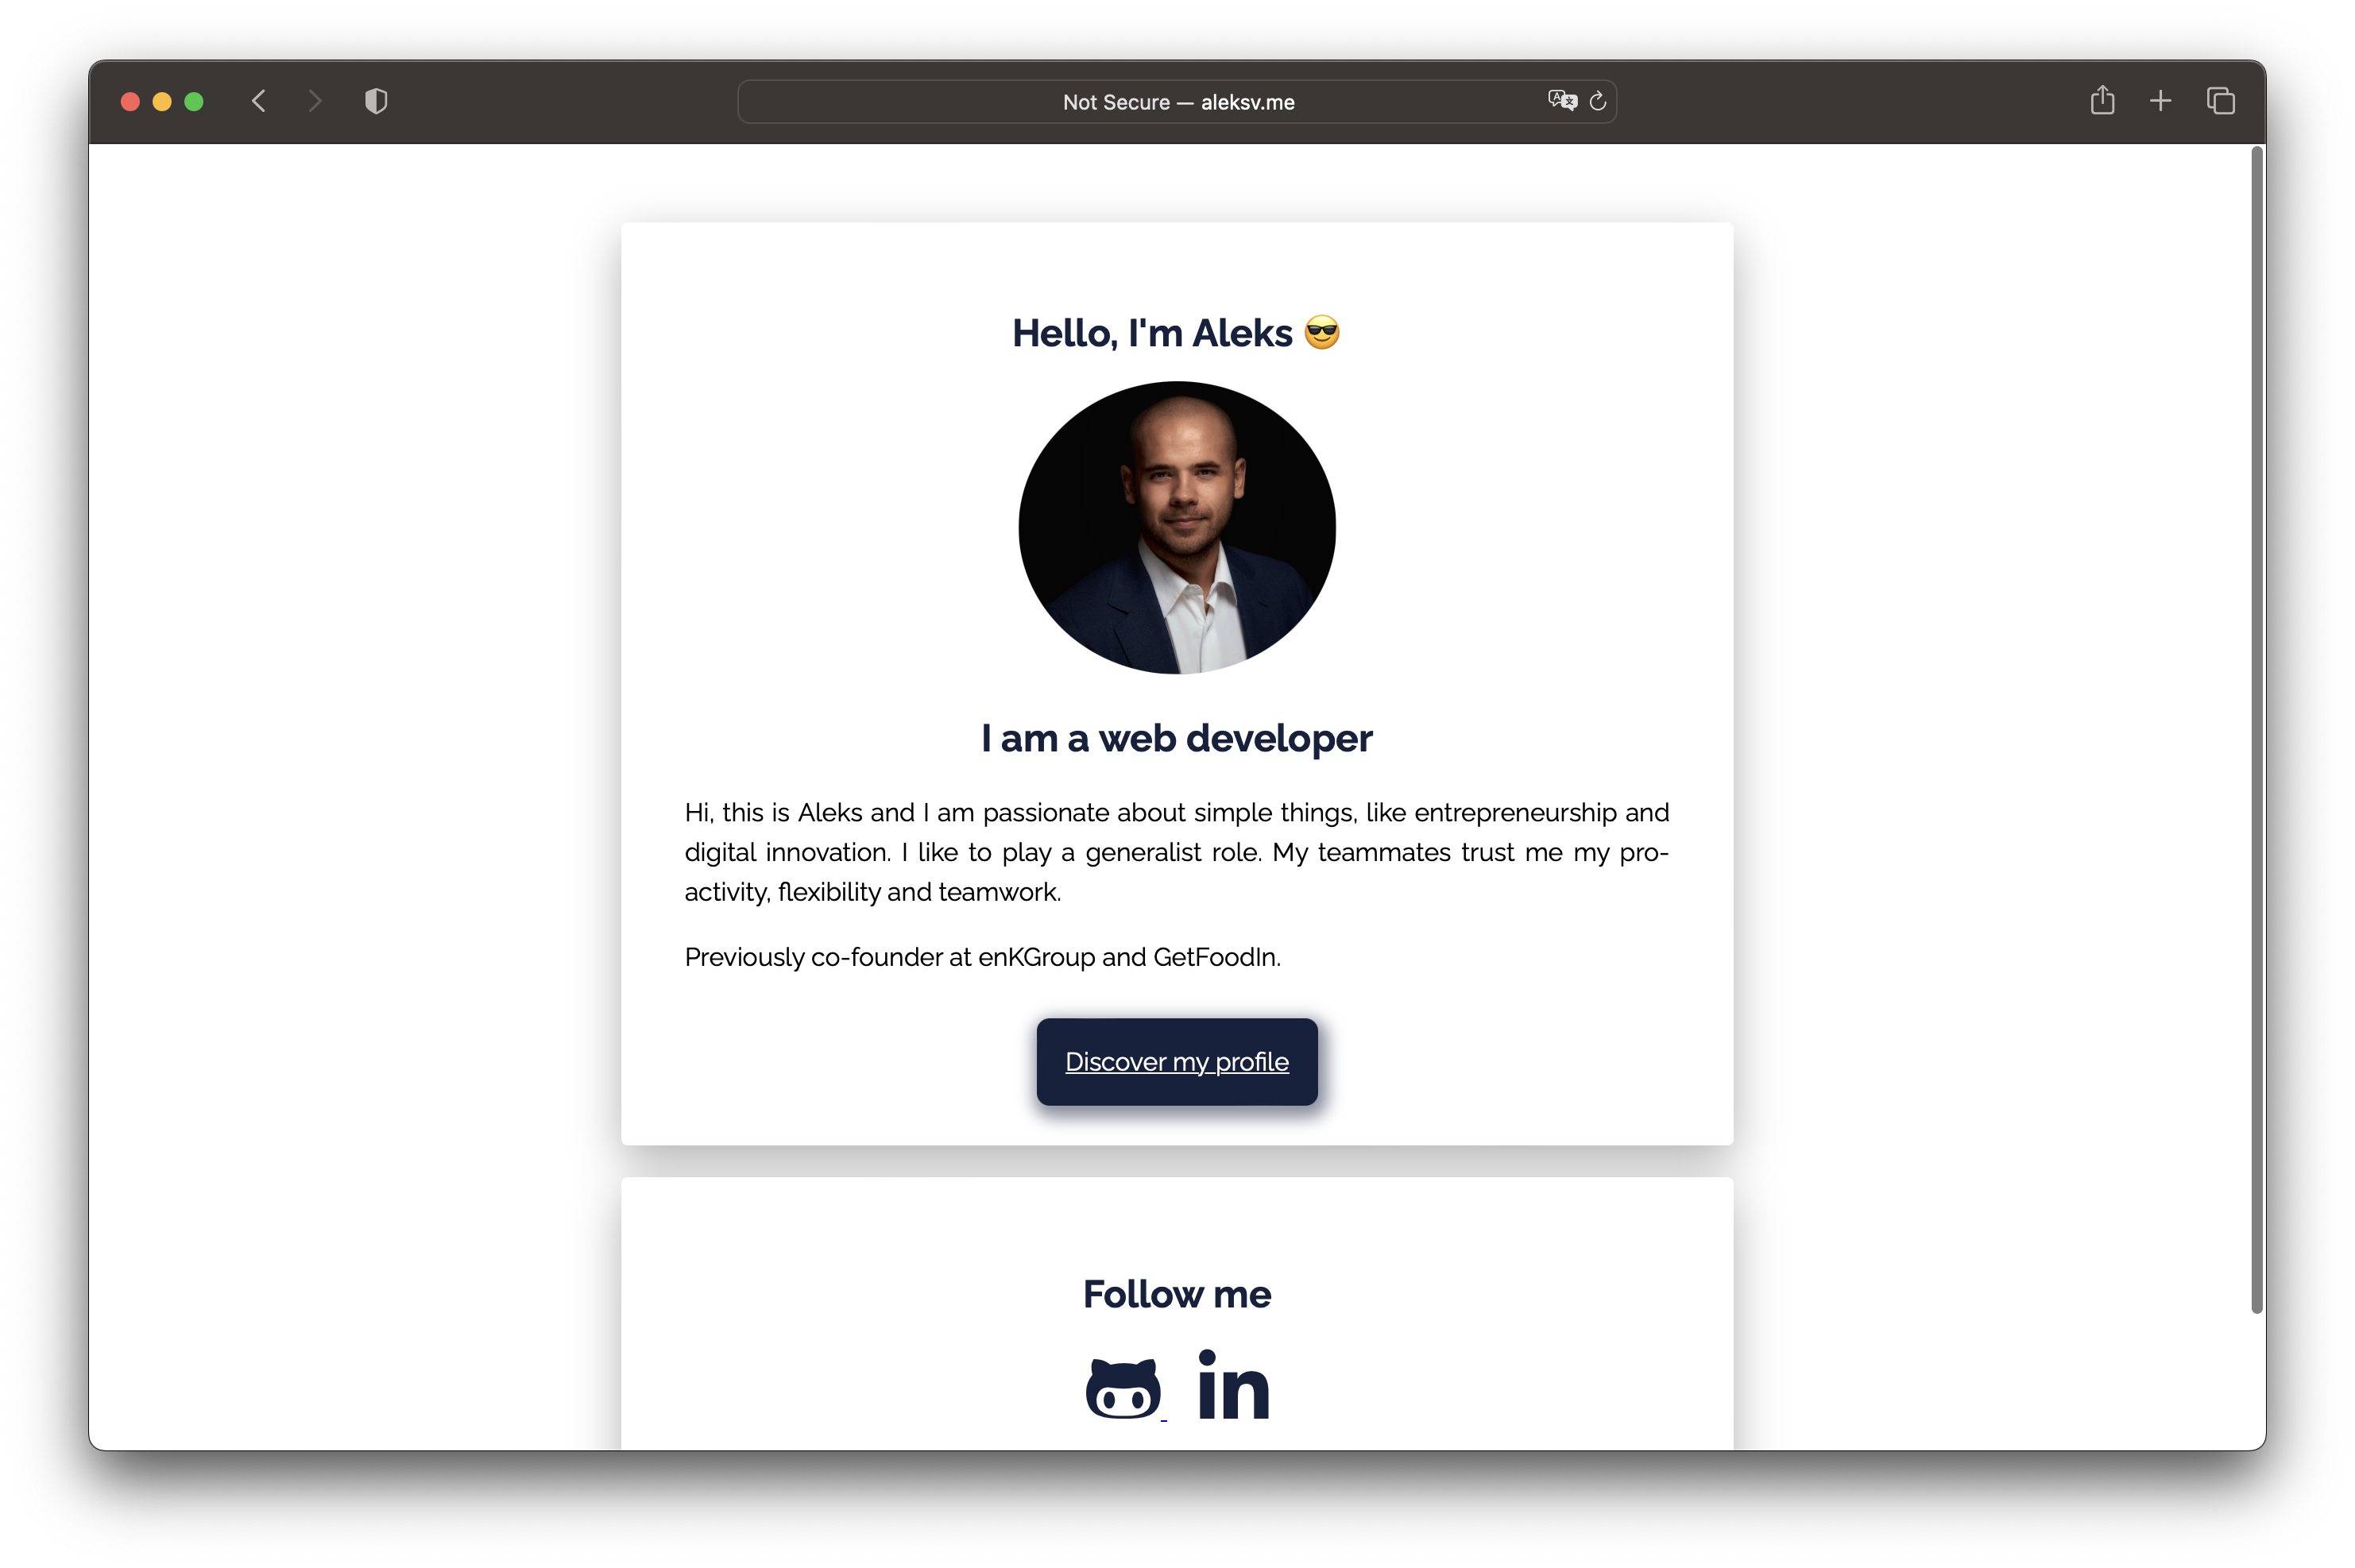 Not Secure — aleksv.me
Hello, I'm Aleks 😎
I am a web developer
Hi, this is Aleks and I am passionate about simple things, like entrepreneurship and
digital innovation. I like to play a generalist role. My teammates trust me my pro-
activity, flexibility and teamwork.
Previously co-founder at enKGroup and GetFoodIn.
Discover my profile
Follow me
in